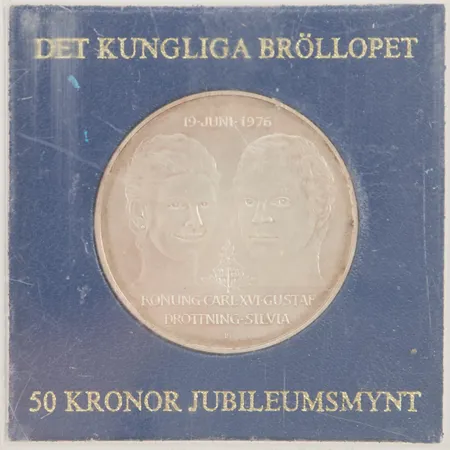 DET KUNGLIGA BRÖLLOPET
19·JUNI·1976
KONUNG·CARL·XVI·GUSTAF
DROTTNING·SILVIA
50 KRONOR JUBILEUMSMYNT